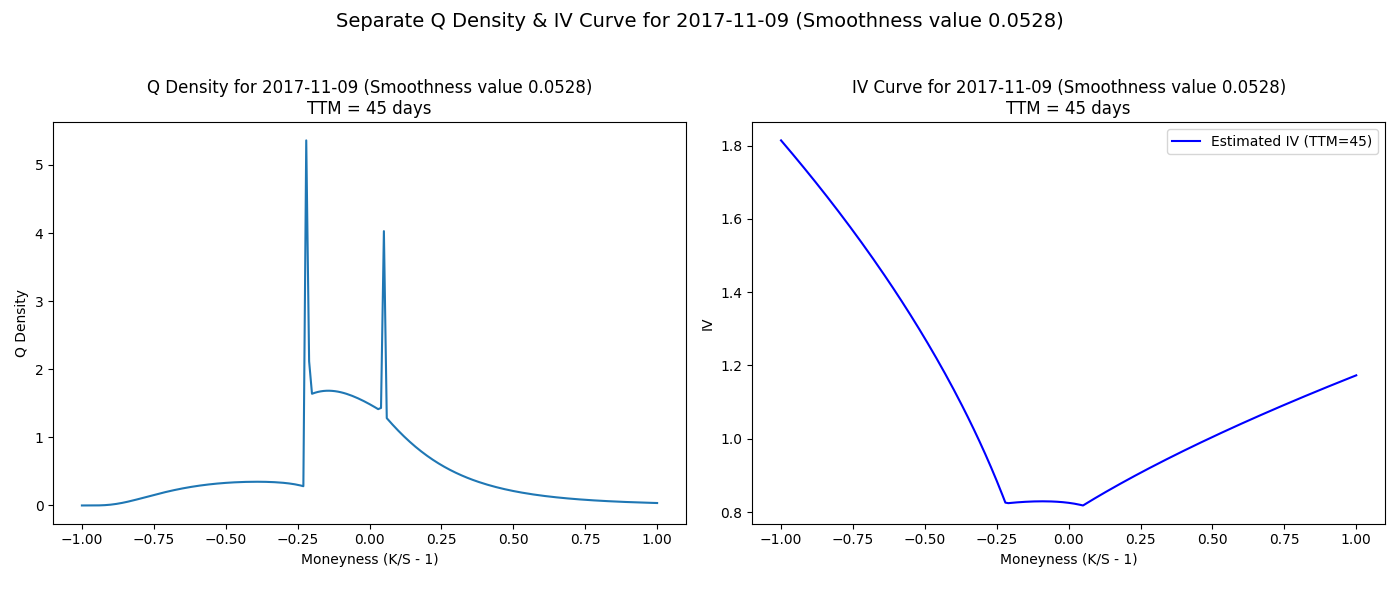 Separate Q Density & IV Curve for 2017-11-09 (Smoothness value 0.0528)
Q Density for 2017-11-09 (Smoothness value 0.0528)
TTM = 45 days
Q Density
5
4
3
2
1
0
−1.00 −0.75 −0.50 −0.25 0.00 0.25 0.50 0.75 1.00
Moneyness (K/S - 1)
IV Curve for 2017-11-09 (Smoothness value 0.0528)
TTM = 45 days
Estimated IV (TTM=45)
IV
1.8
1.6
1.4
1.2
1.0
0.8
−1.00 −0.75 −0.50 −0.25 0.00 0.25 0.50 0.75 1.00
Moneyness (K/S - 1)